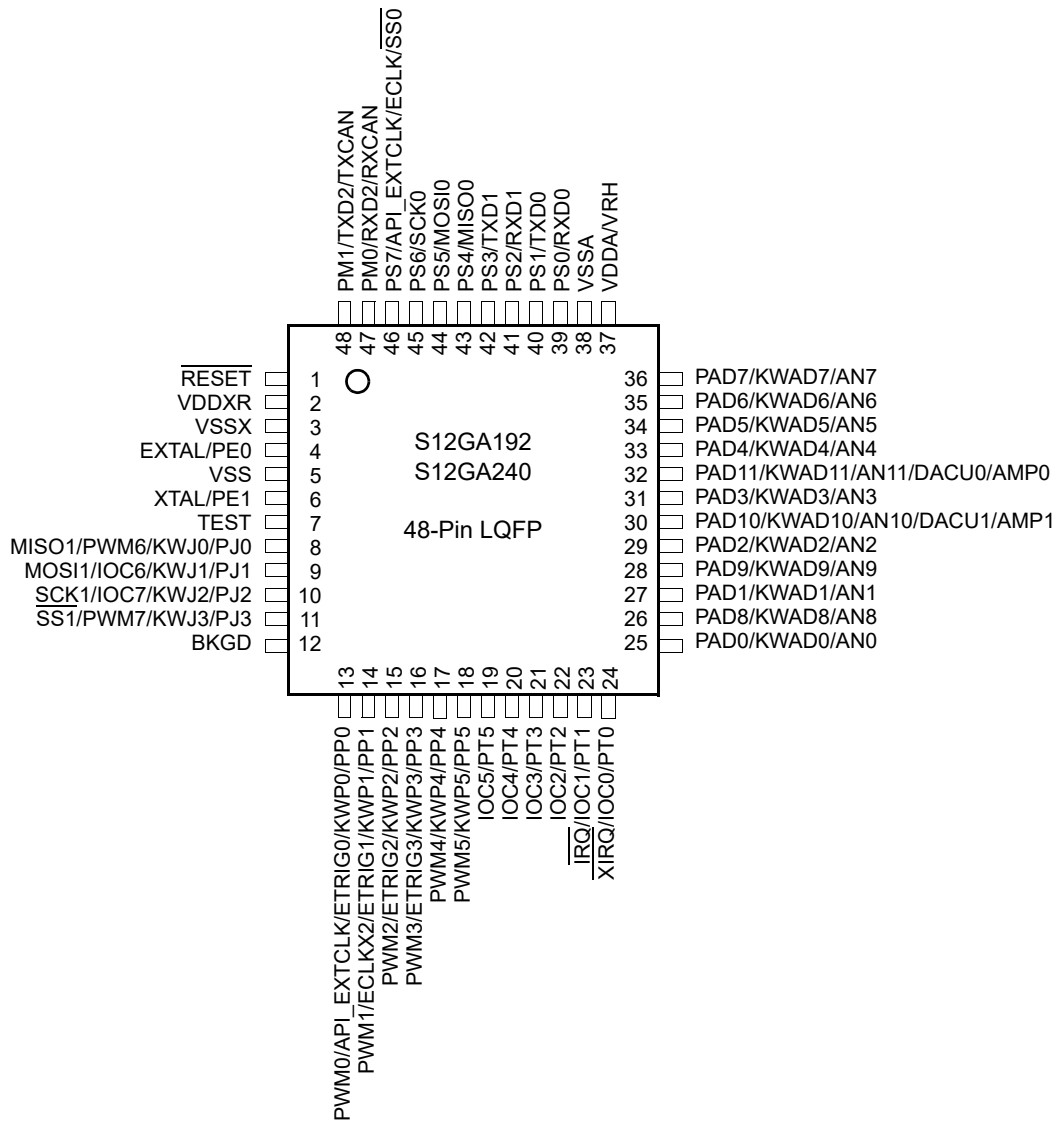 PM1/TXD2/TXCAN
PM0/RXD2/RXCAN
PS7/API_EXTCLK/ECLK/SS0
PS6/SCK0
PS5/MOSI0
PS4/MISO0
PS3/TXD1
PS2/RXD1
PS1/TXD0
PS0/RXD0
VSSA
VDDA/VRH
48
47
46
45
44
43
42
41
40
39
38
37
RESET 1
VDDXR 2
VSSX 3
EXTAL/PE0 4
VSS 5
XTAL/PE1 6
TEST 7
MISO1/PWM6/KWJ0/PJ0 8
MOSI1/IOC6/KWJ1/PJ1 9
SCK1/IOC7/KWJ2/PJ2 10
SS1/PWM7/KWJ3/PJ3 11
BKGD 12
S12GA192
S12GA240
48-Pin LQFP
36 PAD7/KWAD7/AN7
35 PAD6/KWAD6/AN6
34 PAD5/KWAD5/AN5
33 PAD4/KWAD4/AN4
32 PAD11/KWAD11/AN11/DACU0/AMP0
31 PAD3/KWAD3/AN3
30 PAD10/KWAD10/AN10/DACU1/AMP1
29 PAD2/KWAD2/AN2
28 PAD9/KWAD9/AN9
27 PAD1/KWAD1/AN1
26 PAD8/KWAD8/AN8
25 PAD0/KWAD0/AN0
13
14
15
16
17
18
19
20
21
22
23
24
PWM0/API_EXTCLK/ETRIG0/KWP0/PP0
PWM1/ECLKX2/ETRIG1/KWP1/PP1
PWM2/ETRIG2/KWP2/PP2
PWM3/ETRIG3/KWP3/PP3
PWM4/KWP4/PP4
PWM5/KWP5/PP5
IOC5/PT5
IOC4/PT4
IOC3/PT3
IOC2/PT2
IRQ/IOC1/PT1
XIRQ/IOC0/PT0